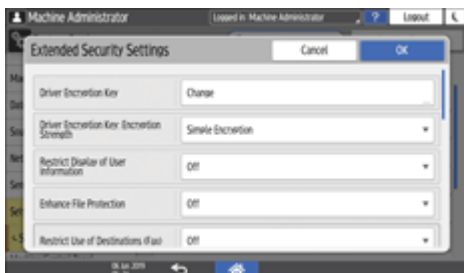 Machine Administrator
Logged in: Machine Administrator
?
Logout
Extended Security Settings
Cancel
OK
Driver Encryption Key
Change
Driver Encryption Key: Encryption
Strength
Simple Encryption
Restrict Display of User
Information
Off
Enhance File Protection
Off
Restrict Use of Destinations (Fax)
Off